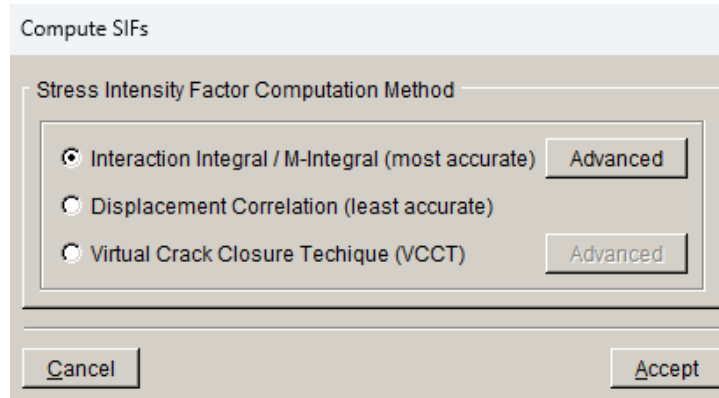 Compute SIFs
Stress Intensity Factor Computation Method
Interaction Integral / M-Integral (most accurate) Advanced
Displacement Correlation (least accurate)
Virtual Crack Closure Techique (VCCT) Advanced
Cancel Accept